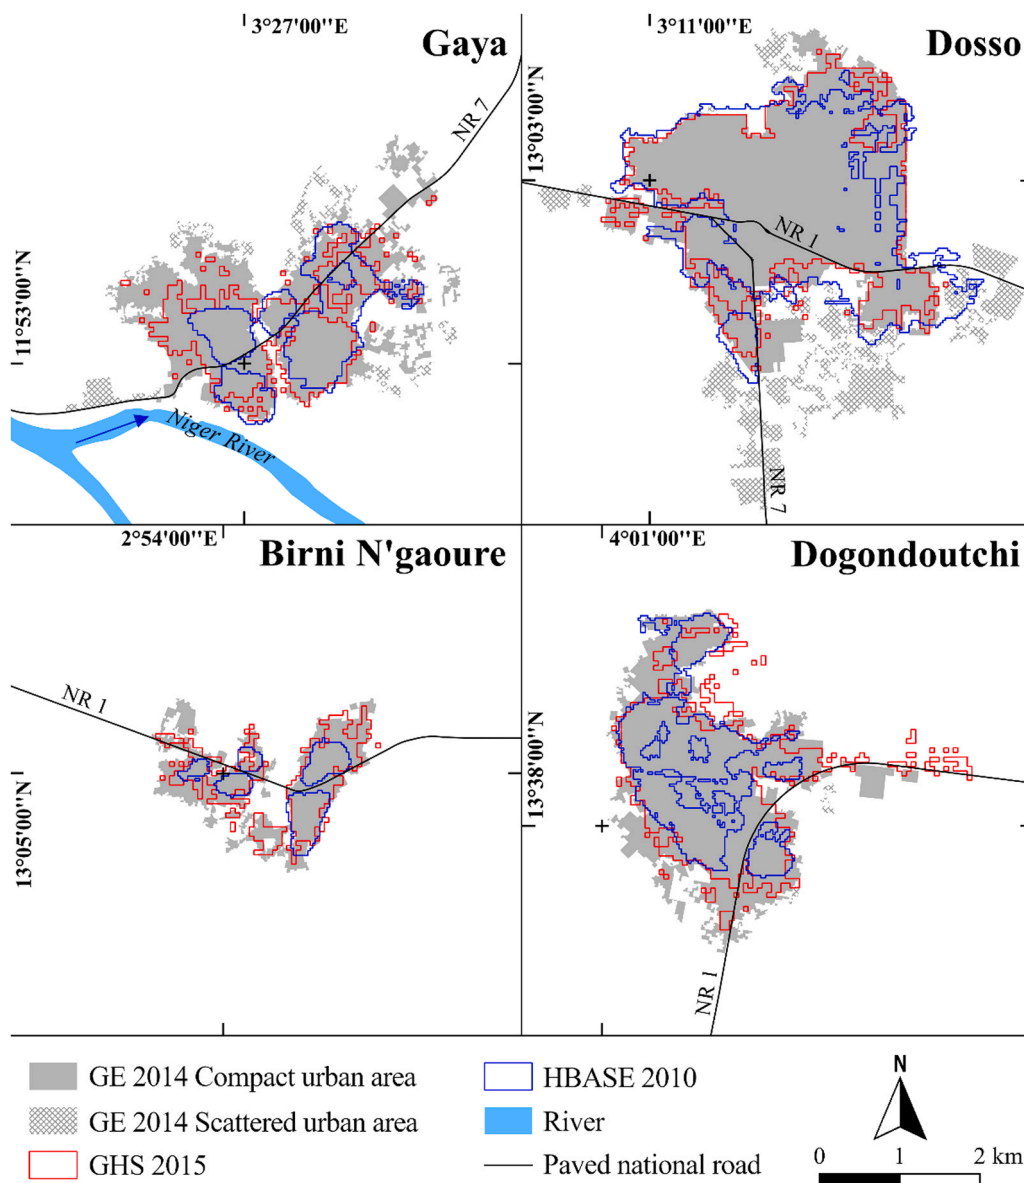 3°27'00''E
Gaya
NR 7
11°53'00''N
Niger River
3°11'00''E
Dosso
13°03'00''N
NR 1
NR 7
2°54'00''E
Birni N'gaoure
NR 1
13°05'00''N
4°01'00''E
Dogondoutchi
13°38'00''N
NR 1
GE 2014 Compact urban area
GE 2014 Scattered urban area
GHS 2015
HBASE 2010
River
Paved national road
N
0 1 2 km